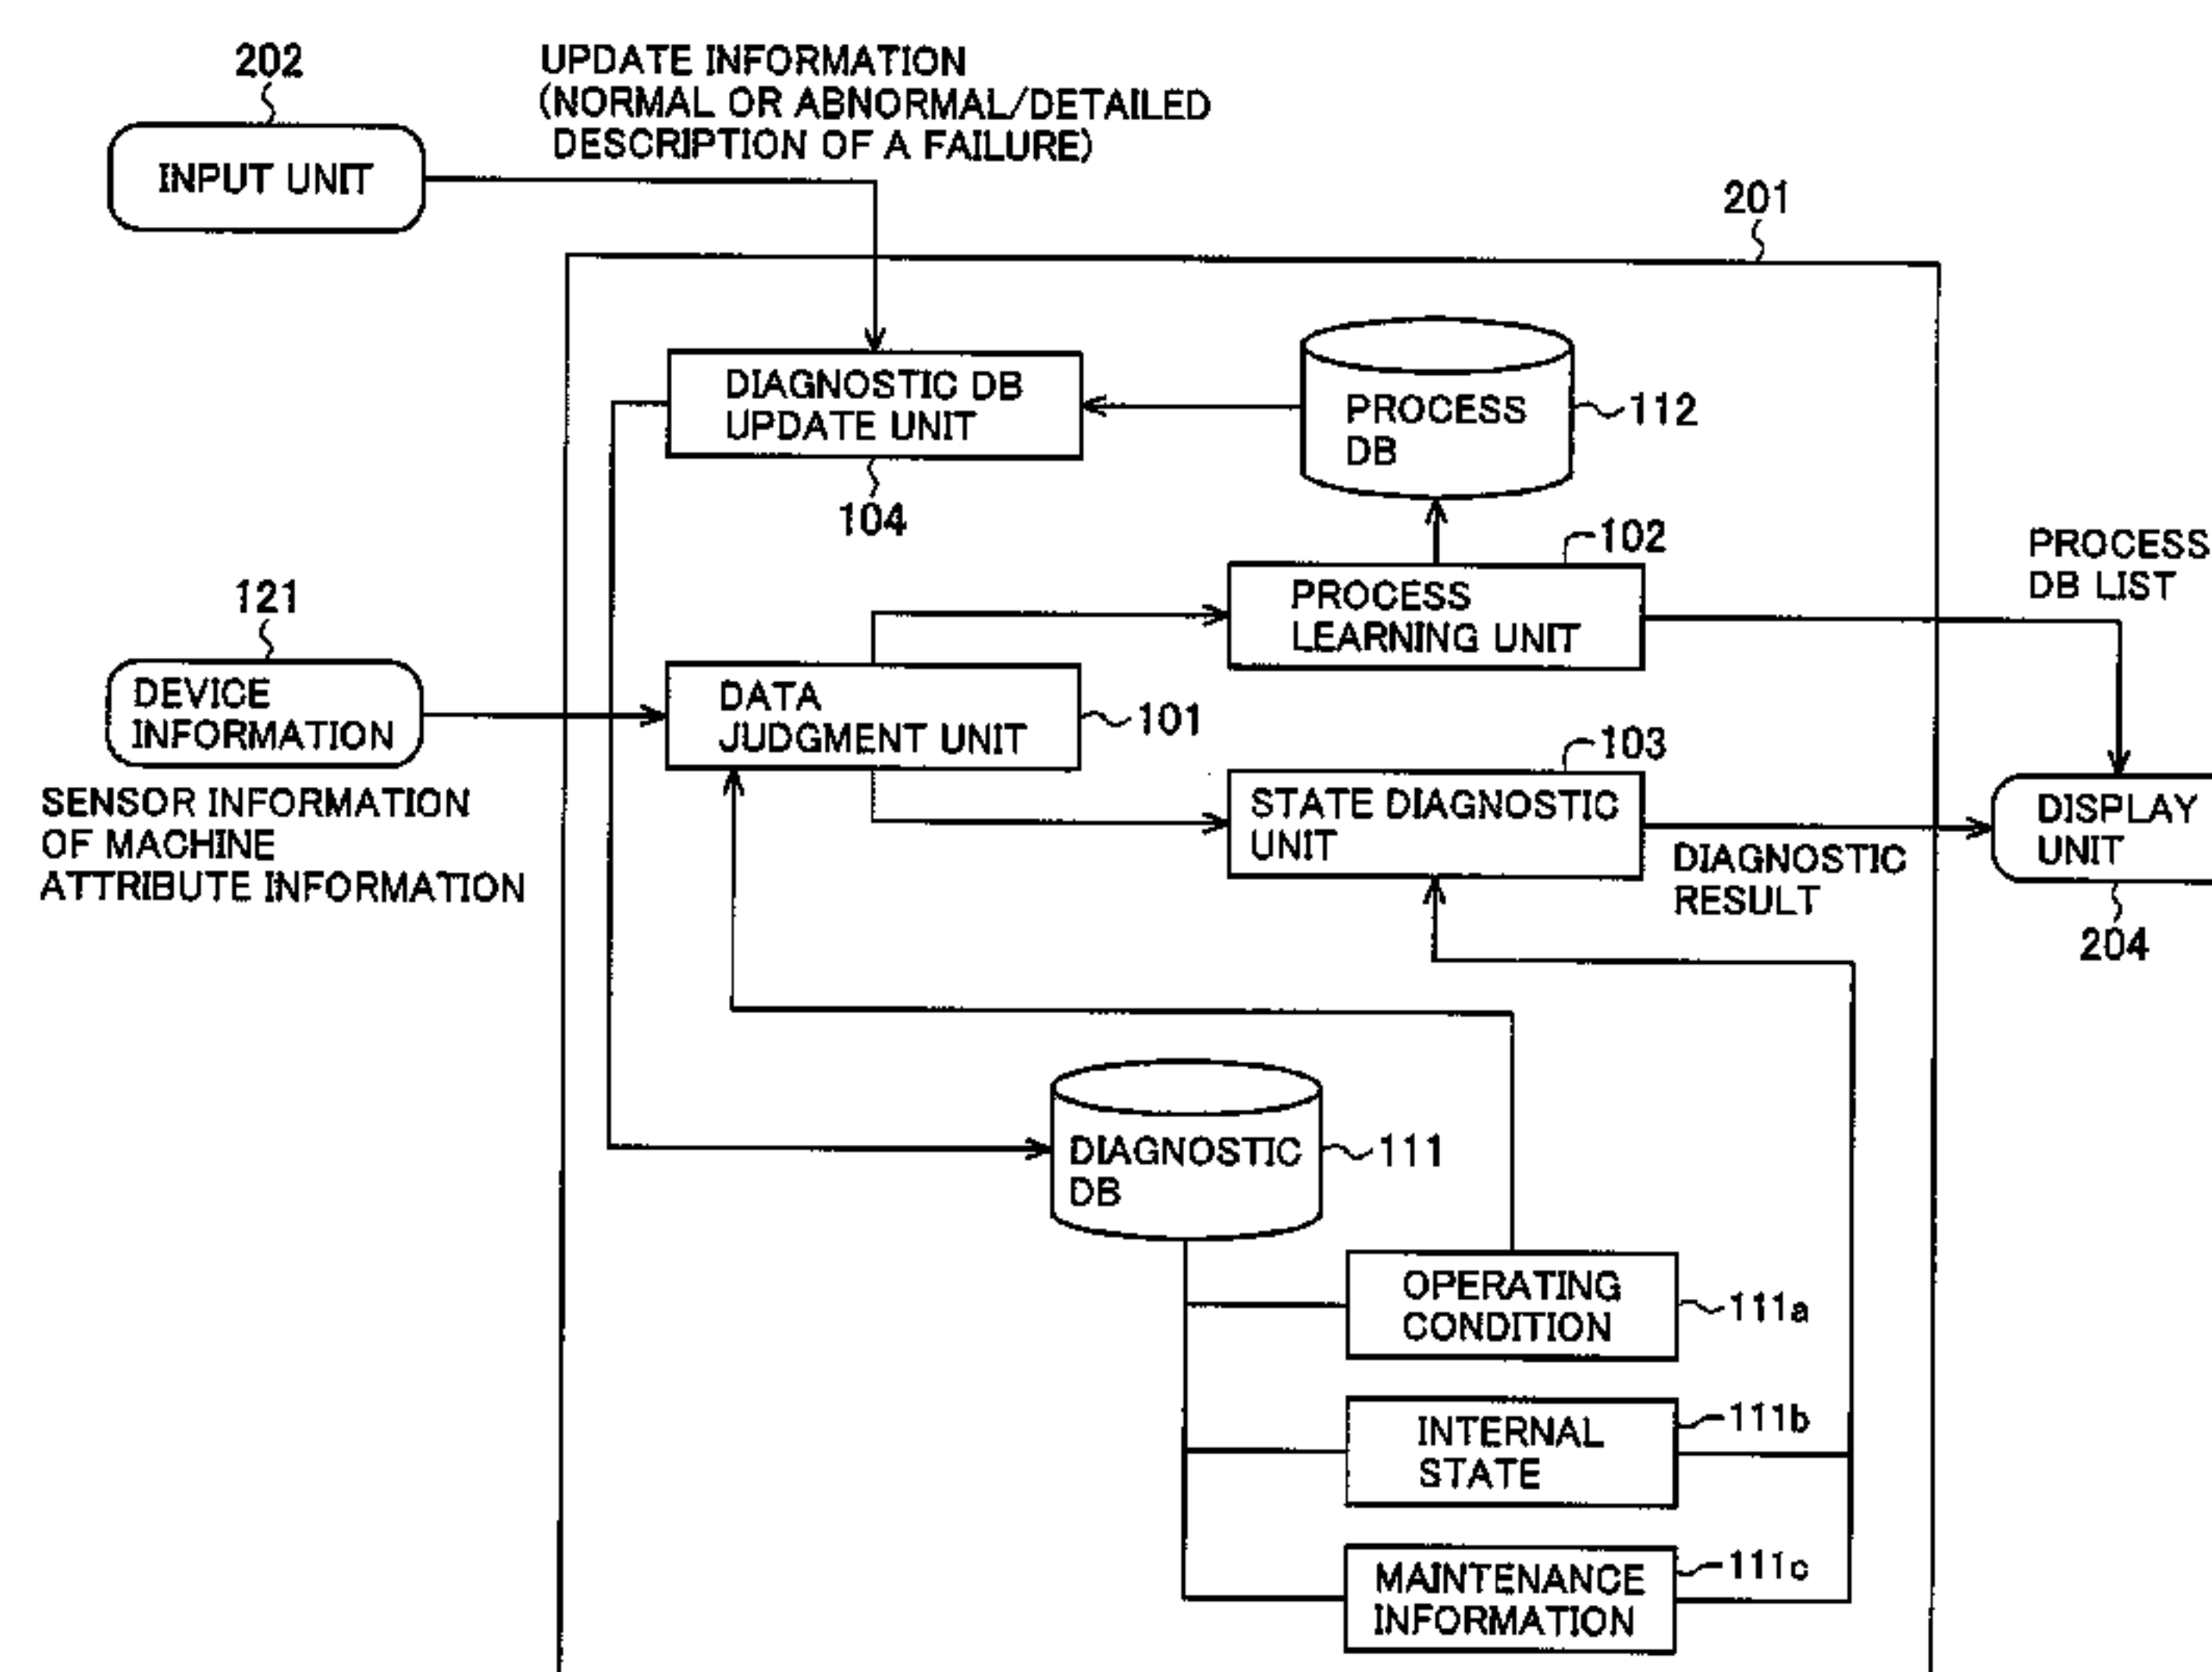 202
UPDATE INFORMATION
(NORMAL OR ABNORMAL/DETAILED
DESCRIPTION OF A FAILURE)
INPUT UNIT
201
DIAGNOSTIC DB
UPDATE UNIT
104
PROCESS
DB
112
102
PROCESS
LEARNING UNIT
PROCESS
DB LIST
121
DEVICE
INFORMATION
SENSOR INFORMATION
OF MACHINE
ATTRIBUTE INFORMATION
DATA
JUDGMENT UNIT
101
103
STATE DIAGNOSTIC
UNIT
DIAGNOSTIC
RESULT
DISPLAY
UNIT
204
DIAGNOSTIC
DB
111
OPERATING
CONDITION
111a
INTERNAL
STATE
111b
MAINTENANCE
INFORMATION
111c